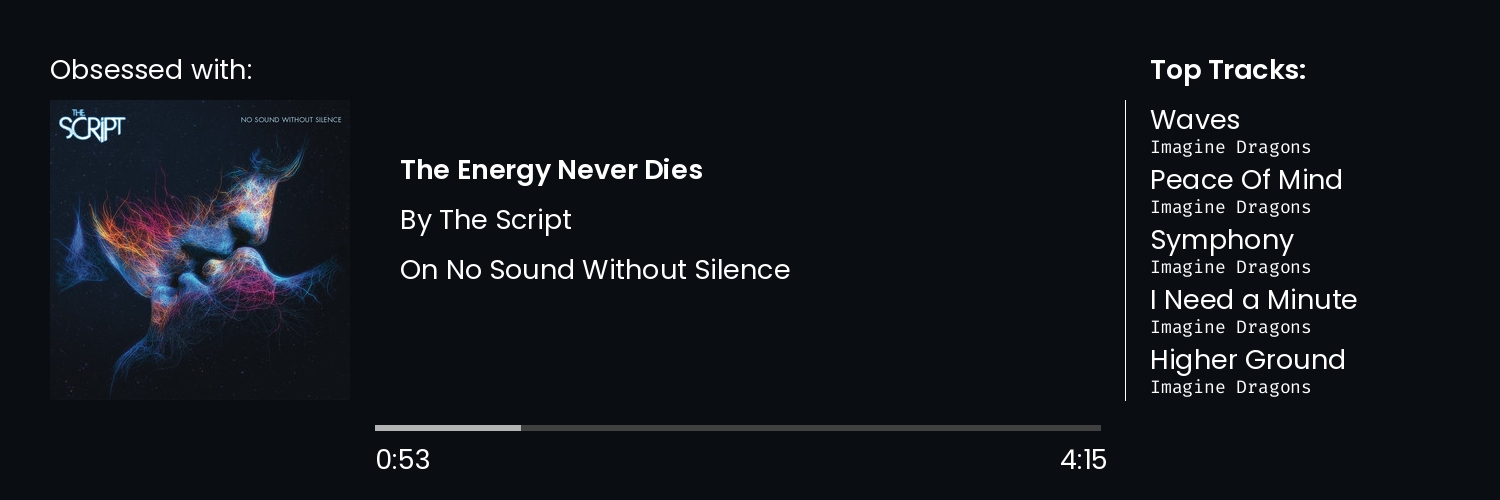 Obsessed with:
THE
SCRIPT
NO SOUND WITHOUT SILENCE
The Energy Never Dies
By The Script
On No Sound Without Silence
0:53
4:15
Top Tracks:
Waves
Imagine Dragons
Peace Of Mind
Imagine Dragons
Symphony
Imagine Dragons
I Need a Minute
Imagine Dragons
Higher Ground
Imagine Dragons